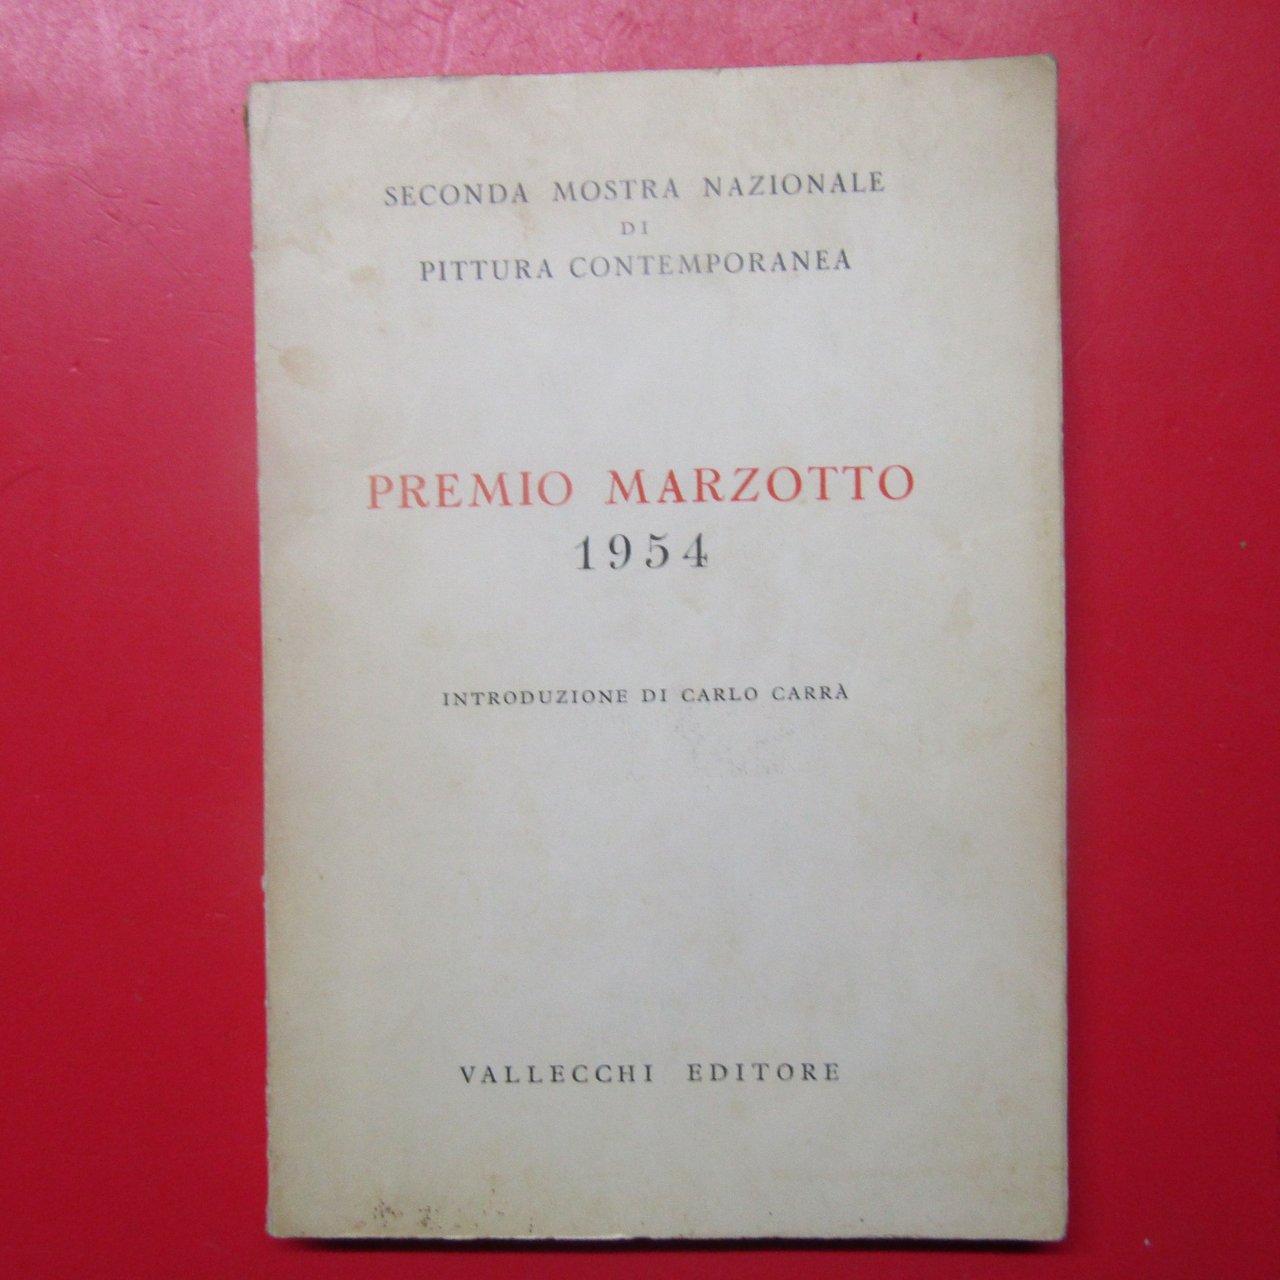 SECONDA MOSTRA NAZIONALE
DI
PITTURA CONTEMPORANEA
PREMIO MARZOTTO
1954
INTRODUZIONE DI CARLO CARRÀ
VALLECCHI EDITORE